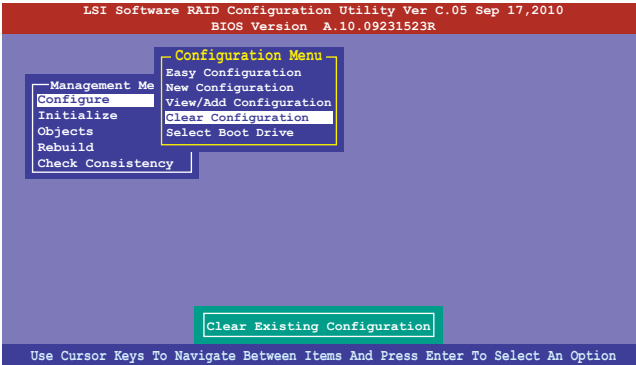 LSI Software RAID Configuration Utility Ver C.05 Sep 17,2010
BIOS Version A.10.09231523R
Configuration Menu
Easy Configuration
New Configuration
View/Add Configuration
Clear Configuration
Select Boot Drive
Management Me
Configure
Initialize
Objects
Rebuild
Check Consistency
Clear Existing Configuration
Use Cursor Keys To Navigate Between Items And Press Enter To Select An Option